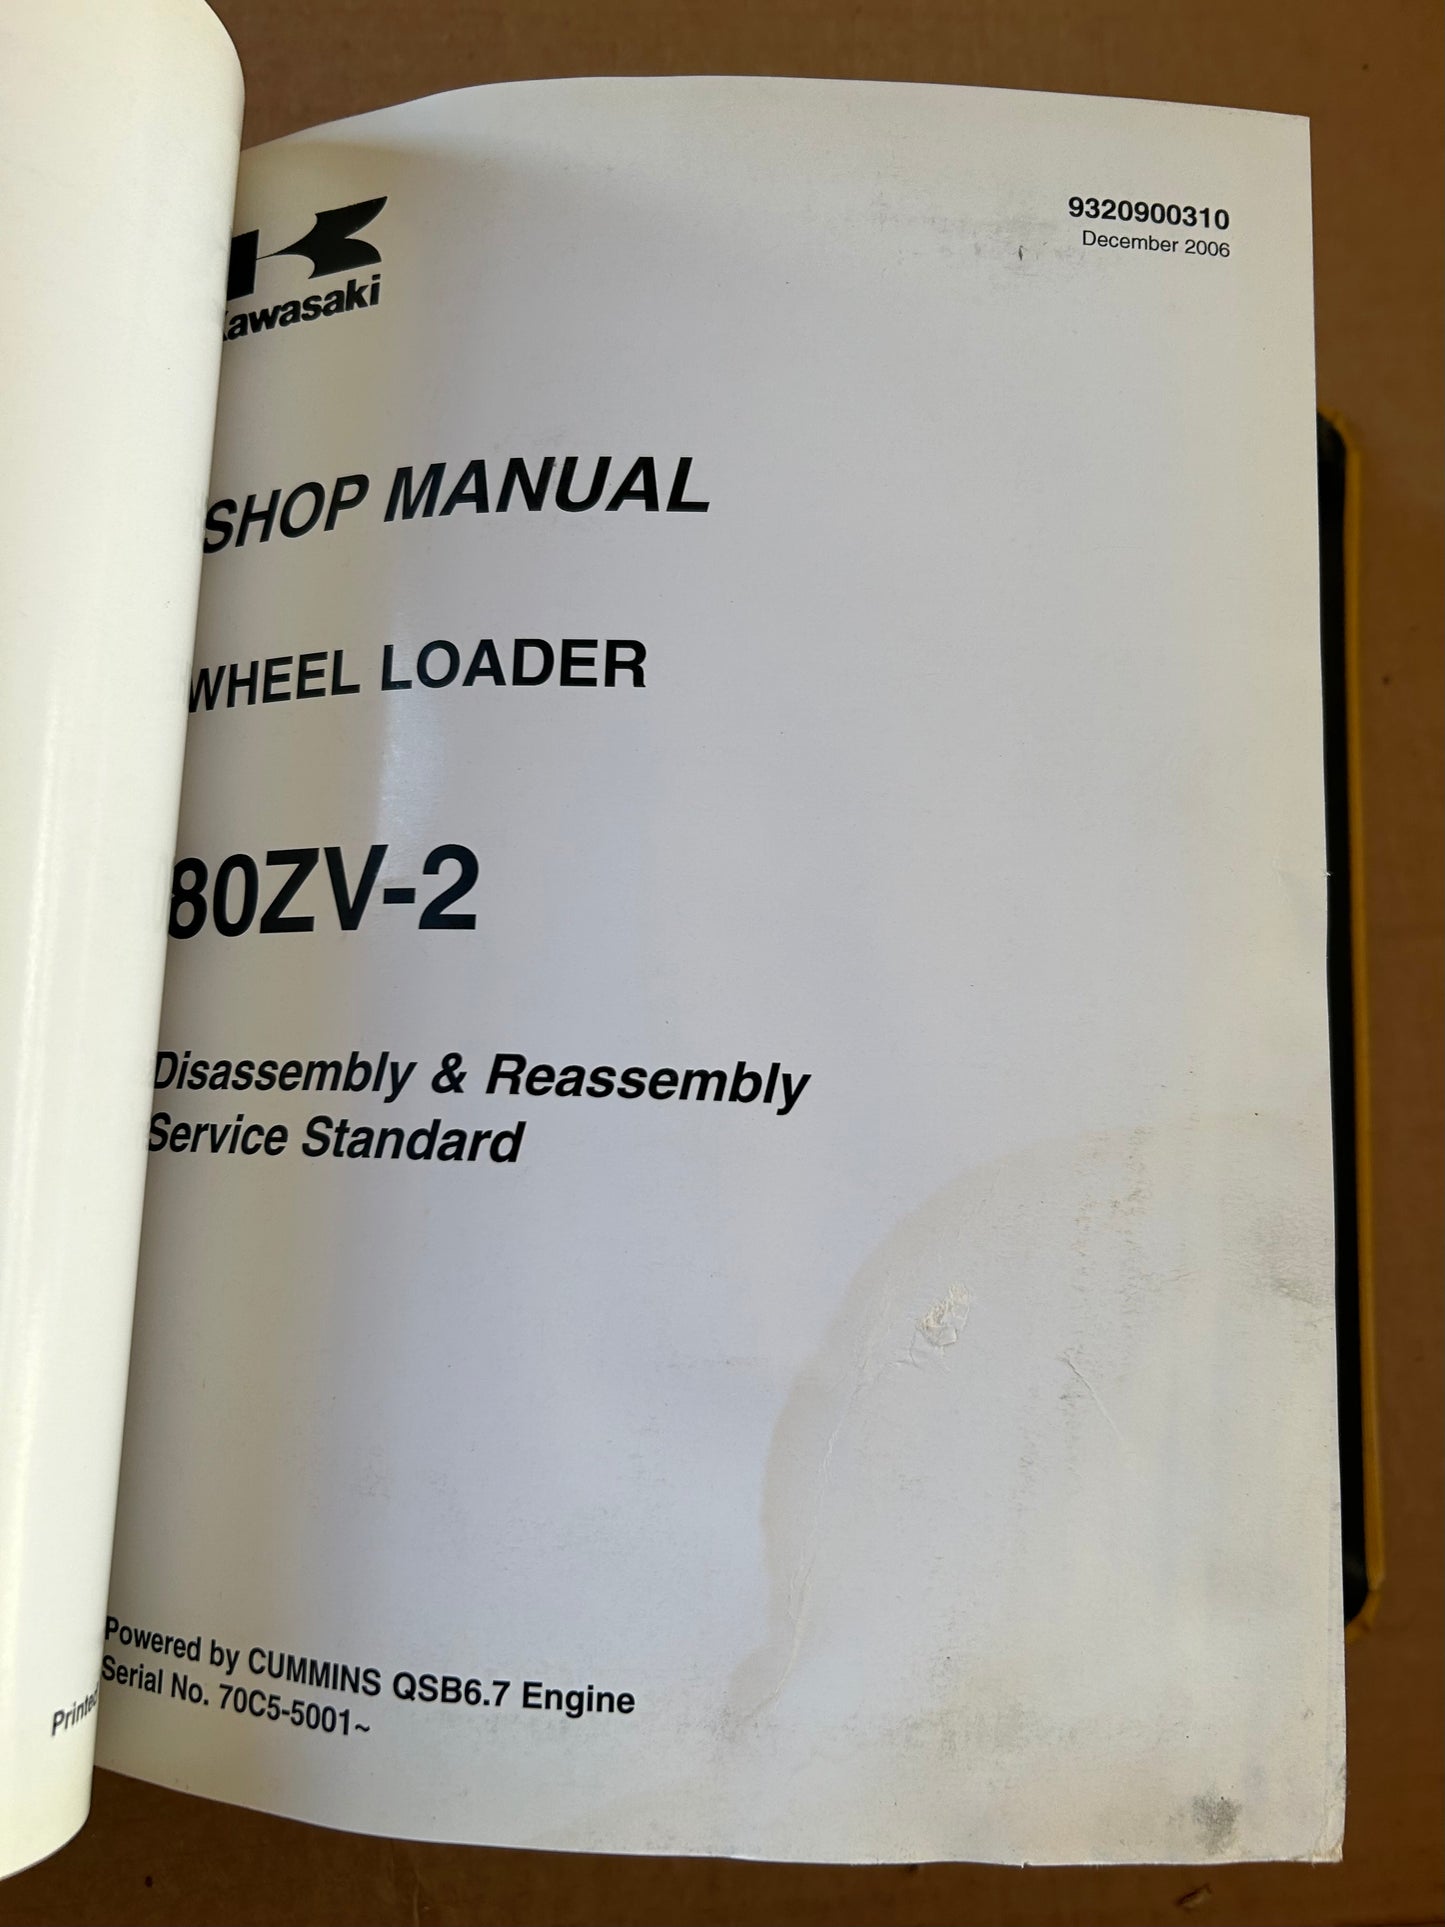 9320900310
December 2006
Kawasaki
SHOP MANUAL
WHEEL LOADER
80ZV-2
Disassembly & Reassembly
Service Standard
Powered by CUMMINS QSB6.7 Engine
Serial No. 70C5-5001~
Printed